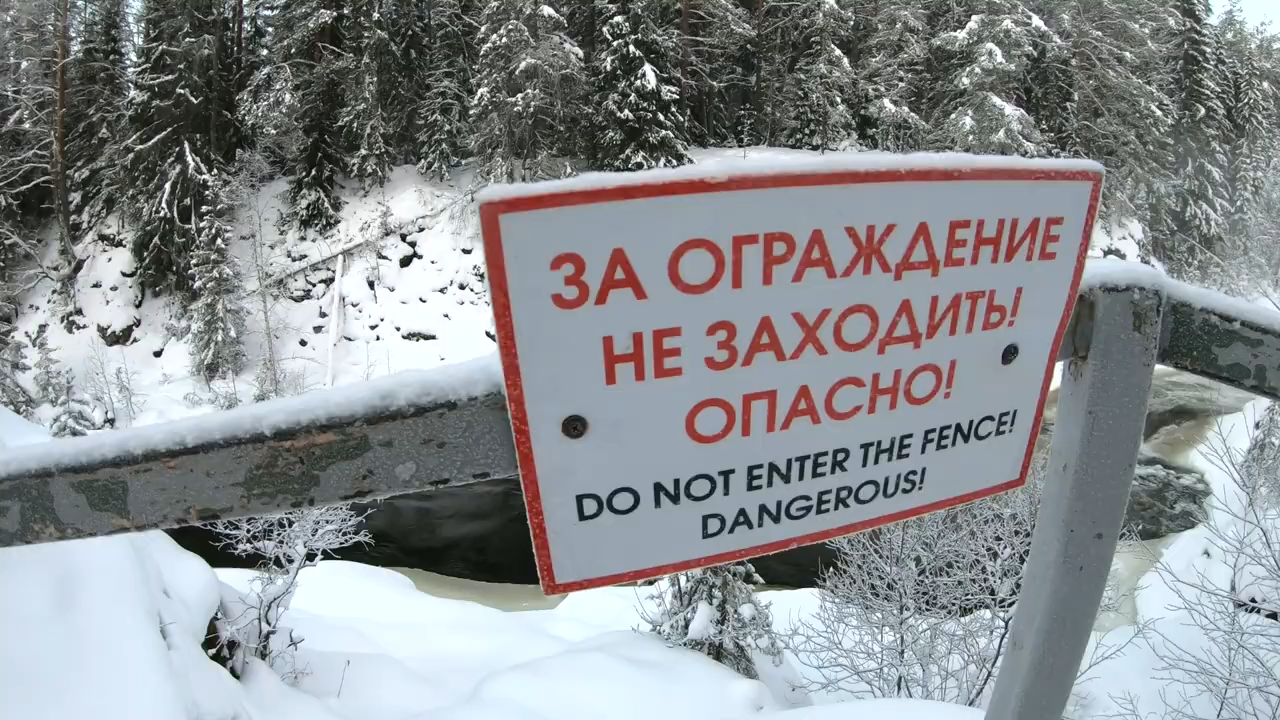 ЗА ОГРАЖДЕНИЕ
НЕ ЗАХОДИТЬ!
ОПАСНО!
DO NOT ENTER THE FENCE!
DANGEROUS!